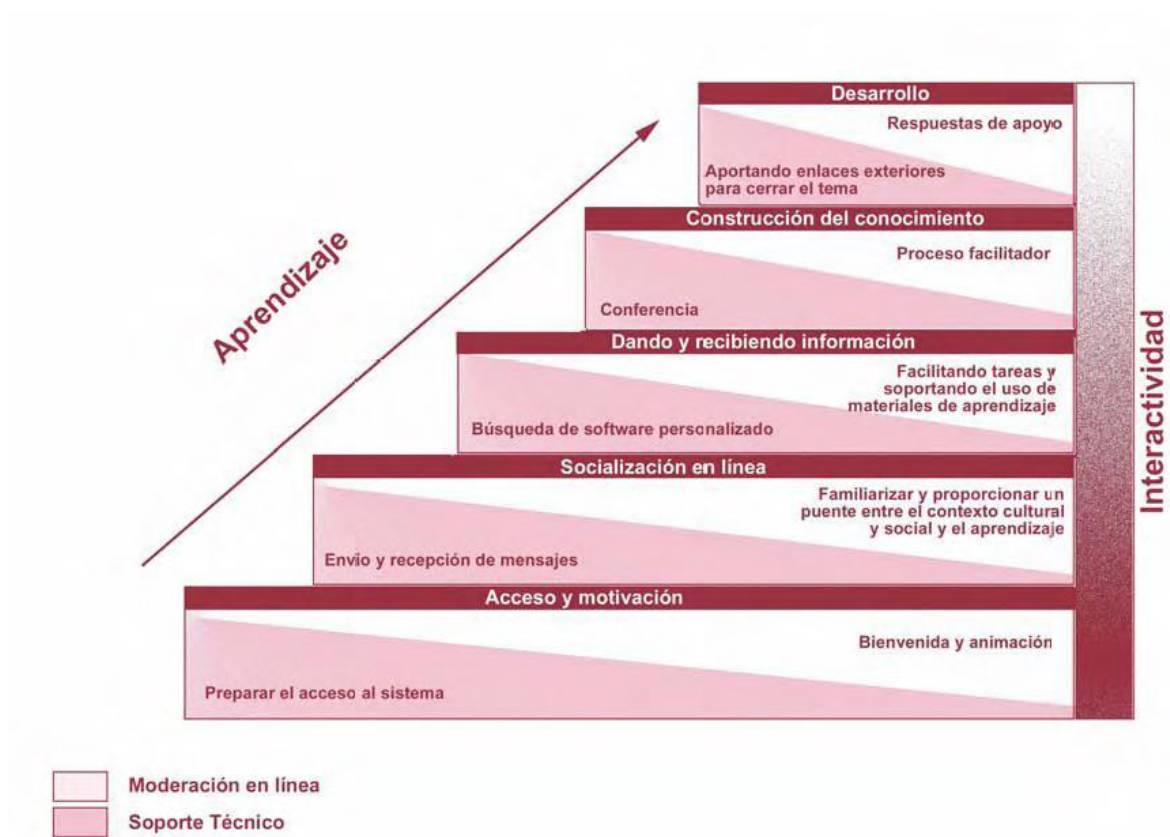 Desarrollo
Respuestas de apoyo
Aportando enlaces exteriores
para cerrar el tema
Construcción del conocimiento
Proceso facilitador
Conferencia
Dando y recibiendo información
Facilitando tareas y
soportando el uso de
materiales de aprendizaje
Búsqueda de software personalizado
Socialización en línea
Familiarizar y proporcionar un
puente entre el contexto cultural
y social y el aprendizaje
Envio y recepción de mensajes
Acceso y motivación
Bienvenida y animación
Preparar el acceso al sistema
Aprendizaje
Interactividad
Moderación en línea
Soporte Técnico